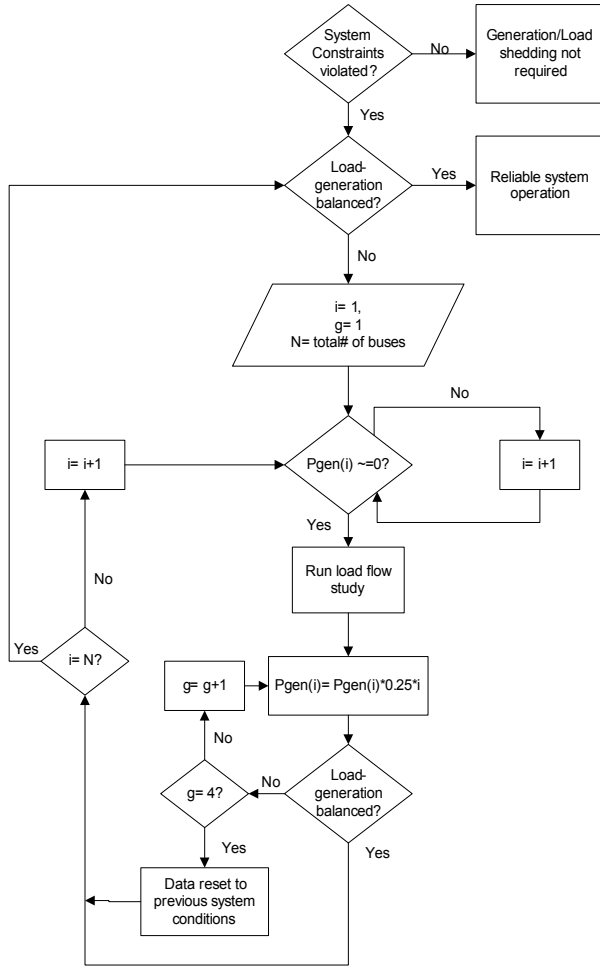 System
Constraints
violated?
No
Generation/Load
shedding not
required
Yes
Load-
generation
balanced?
Yes
Reliable system
operation
No
i= 1,
g= 1
N= total# of buses
No
i= i+1
Pgen(i) ~=0?
i= i+1
Yes
No
Run load flow
study
Yes
i= N?
g= g+1
Pgen(i)= Pgen(i)*0.25*i
No
Load-
generation
balanced?
No
g= 4?
Yes
Yes
Data reset to
previous system
conditions